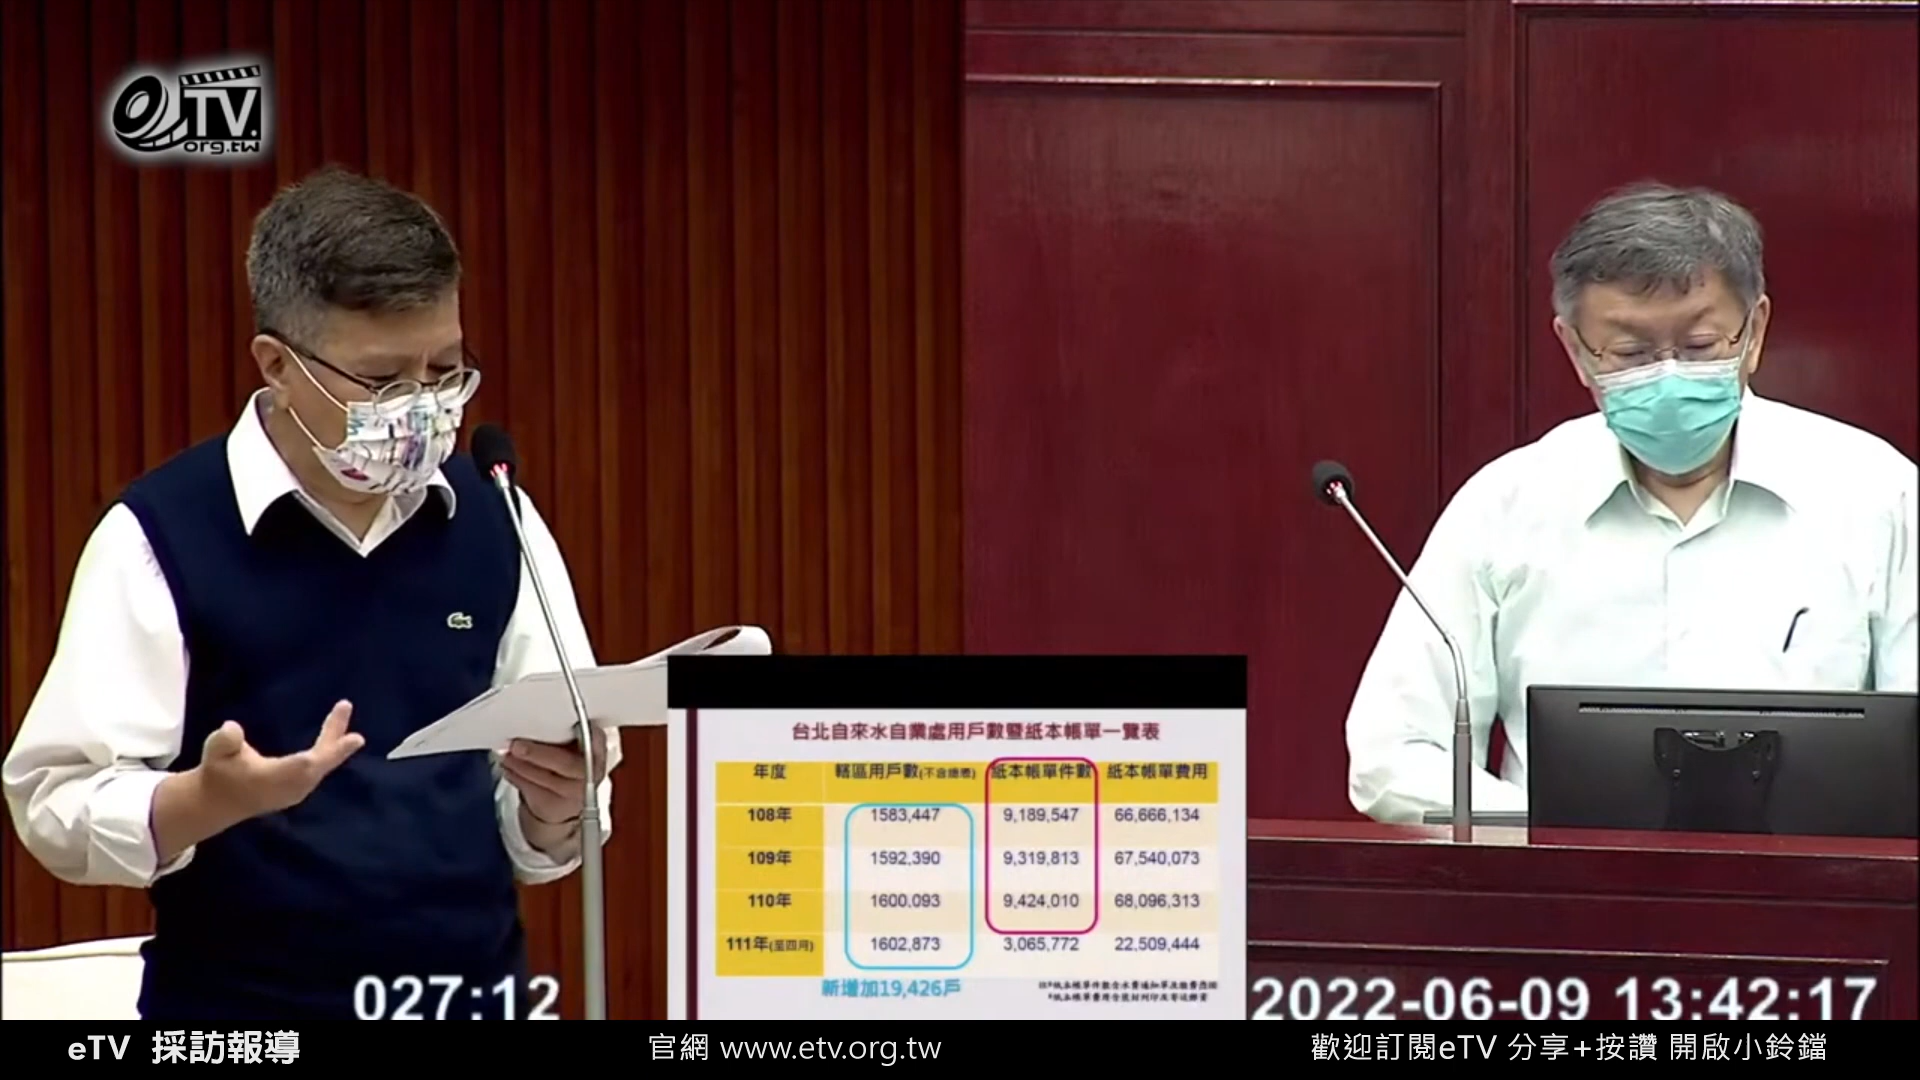 eTV.
org.tw
台北自來水自業處用戶數暨紙本帳單一覽表
年度 轄區用戶數(不含總表) 紙本帳單件數 紙本帳單費用
108年 1583,447 9,189,547 66,666,134
109年 1592,390 9,319,813 67,540,073
110年 1600,093 9,424,010 68,096,313
111年(至四月) 1602,873 3,065,772 22,509,444
新增加19,426戶
027:12
2022-06-09 13:42:17
eTV 採訪報導 官網 www.etv.org.tw 歡迎訂閱eTV 分享+按讚 開啟小鈴鐺